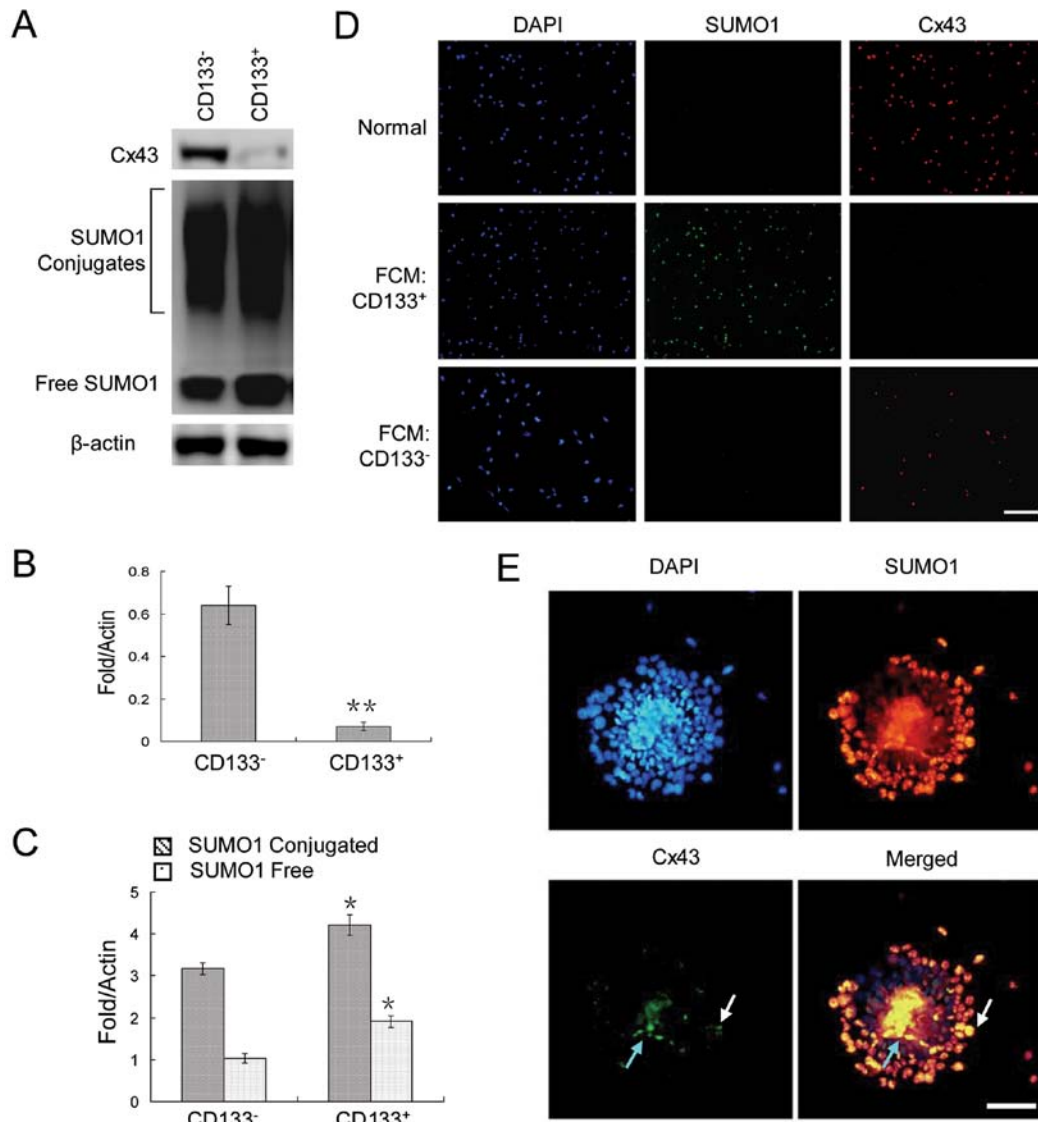 A
CD133-
CD133+
Cx43
SUMO1
Conjugates
Free SUMO1
β-actin
B
Fold/Actin
0.8
0.6
0.4
0.2
0
**
CD133-
CD133+
C
SUMO1 Conjugated
SUMO1 Free
Fold/Actin
5
4
3
2
1
0
*
*
CD133-
CD133+
D
DAPI
SUMO1
Cx43
Normal
FCM:
CD133+
FCM:
CD133-
E
DAPI
SUMO1
Cx43
Merged